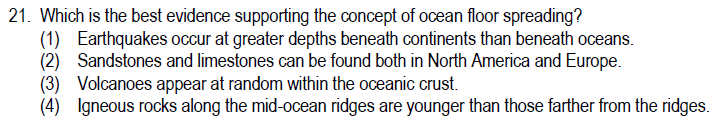 21. Which is the best evidence supporting the concept of ocean floor spreading?
(1) Earthquakes occur at greater depths beneath continents than beneath oceans.
(2) Sandstones and limestones can be found both in North America and Europe.
(3) Volcanoes appear at random within the oceanic crust.
(4) Igneous rocks along the mid-ocean ridges are younger than those farther from the ridges.